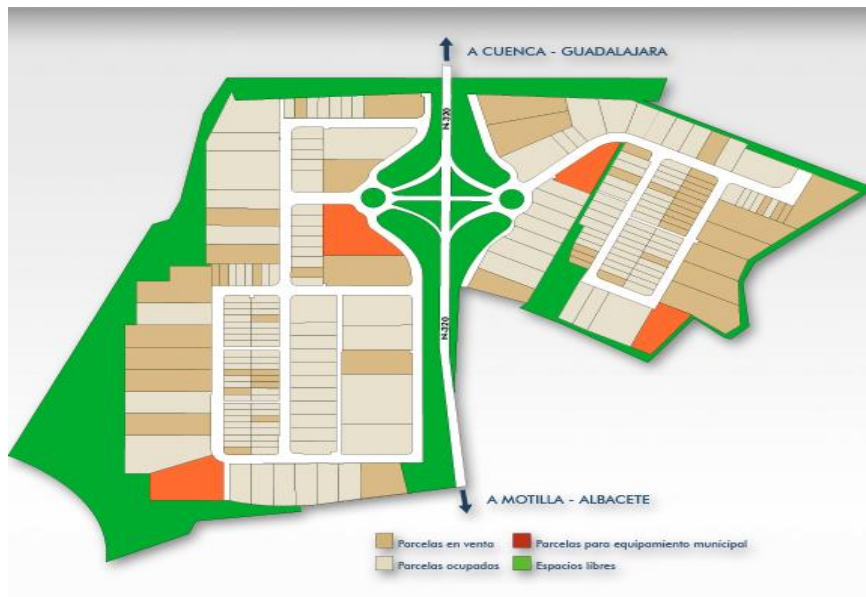 A CUENCA - GUADALAJARA
N-320
N-320
A MOTILLA - ALBACETE
Parcelas en venta
Parcelas para equipamiento municipal
Parcelas ocupadas
Espacios libres